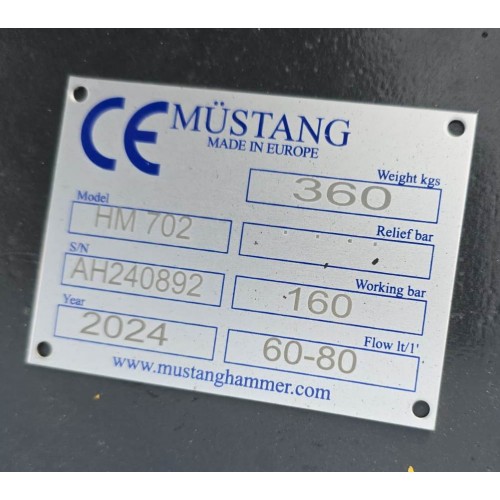 CE MÜSTANG
MADE IN EUROPE
Weight kgs
360
Model
HM 702
Relief bar
S/N
AH240892
Working bar
160
Year
2024
Flow lt/1'
60-80
www.mustanghammer.com